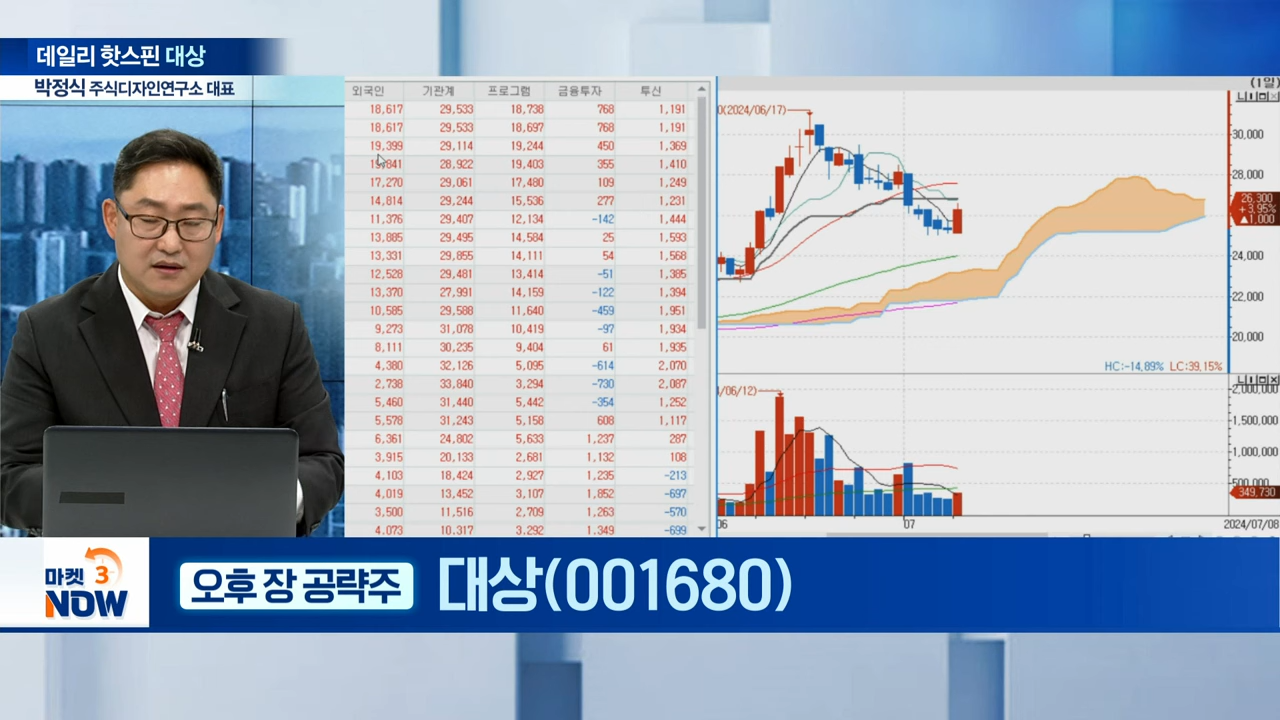 데일리 핫스핀 대상
박정식 주식디자인연구소 대표
외국인 기관계 프로그램 금융투자 투신
18,617 29,533 18,738 768 1,191
18,617 29,533 18,697 768 1,191
19,399 29,114 19,244 450 1,369
19,841 28,922 19,403 355 1,410
17,270 29,061 17,480 109 1,249
14,814 29,244 15,536 277 1,231
11,376 29,407 12,134 -142 1,444
13,885 29,495 14,584 25 1,593
13,331 29,855 14,111 54 1,568
12,528 29,481 13,414 -51 1,385
13,370 27,991 14,159 -122 1,394
10,585 29,588 11,640 -459 1,951
9,273 31,078 10,419 -97 1,934
8,111 30,235 9,404 61 1,935
4,380 32,126 5,095 -614 2,070
2,738 33,840 3,294 -730 2,087
5,460 31,440 5,442 -354 1,252
5,578 31,243 5,158 608 1,117
6,361 24,802 5,633 1,237 287
3,915 20,133 2,681 1,132 108
4,103 18,424 2,927 1,235 -213
4,019 13,452 3,107 1,852 -697
3,500 11,516 2,709 1,263 -570
4,073 10,317 3,292 1,349 -699
(1일)
0(2024/06/17)
30,000
28,000
26,300
+3.95%
▲1,000
24,000
22,000
20,000
HC:-14.89% LC:39.15%
/06/12)
2,000,000
1,500,000
1,000,000
500,000
349,730
06 07 2024/07/08
마켓 3
NOW
오후 장 공략주
대상(001680)